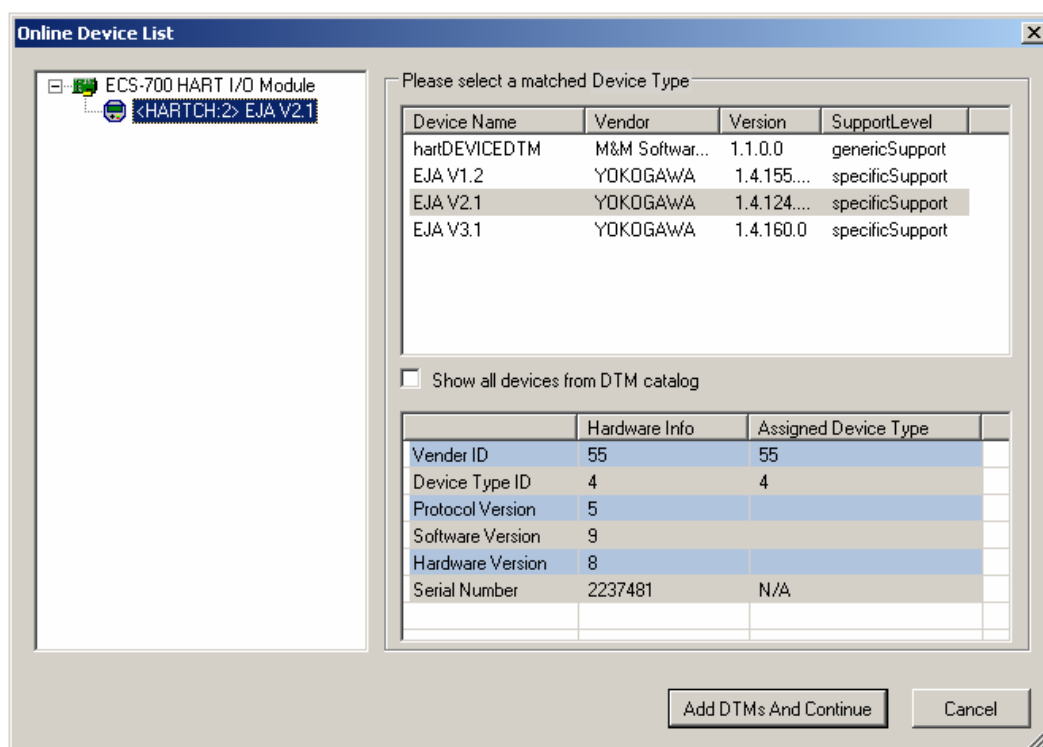 Online Device List
ECS-700 HART I/O Module
<HARTCH:2> EJA V2.1
Please select a matched Device Type
Device Name Vendor Version SupportLevel
hartDEVICEDTM M&M Softwar... 1.1.0.0 genericSupport
EJA V1.2 YOKOGAWA 1.4.155.... specificSupport
EJA V2.1 YOKOGAWA 1.4.124.... specificSupport
EJA V3.1 YOKOGAWA 1.4.160.0 specificSupport
Show all devices from DTM catalog
Hardware Info Assigned Device Type
Vender ID 55 55
Device Type ID 4 4
Protocol Version 5
Software Version 9
Hardware Version 8
Serial Number 2237481 N/A
Add DTMs And Continue Cancel